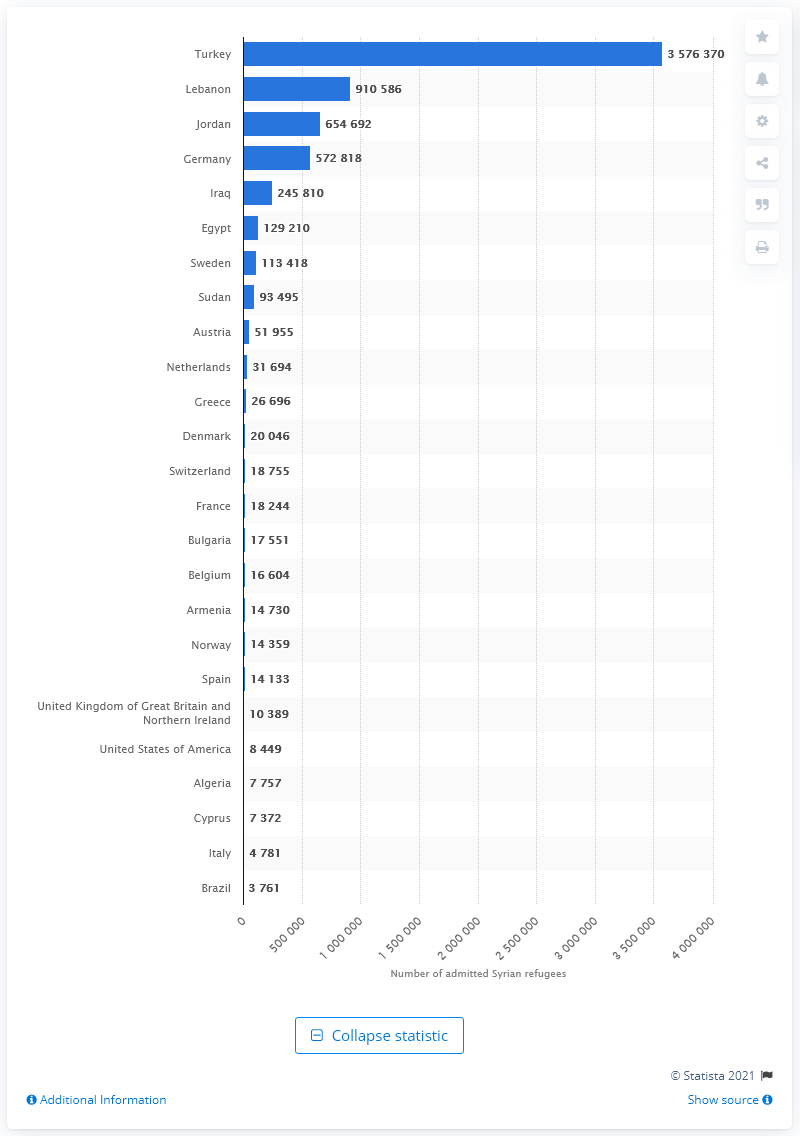 Turkey 3 576 370
Lebanon 910 586
Jordan 654 692
Germany 572 818
Iraq 245 810
Egypt 129 210
Sweden 113 418
Sudan 93 495
Austria 51 955
Netherlands 31 694
Greece 26 696
Denmark 20 046
Switzerland 18 755
France 18 244
Bulgaria 17 551
Belgium 16 604
Armenia 14 730
Norway 14 359
Spain 14 133
United Kingdom of Great Britain and
Northern Ireland 10 389
United States of America 8 449
Algeria 7 757
Cyprus 7 372
Italy 4 781
Brazil 3 761
0 500 000 1 000 000 1 500 000 2 000 000 2 500 000 3 000 000 3 500 000 4 000 000
Number of admitted Syrian refugees
Collapse statistic
© Statista 2021
Additional Information Show source